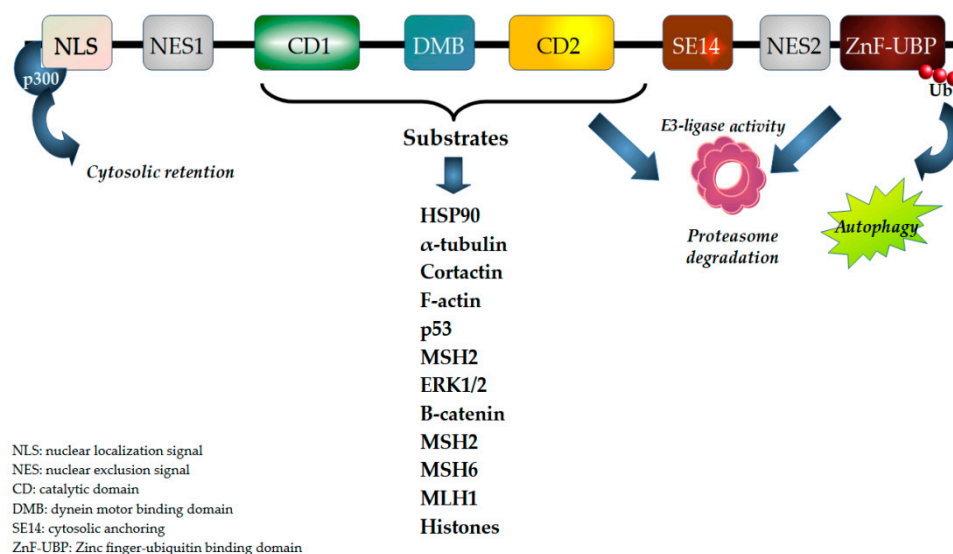 NLS
NES1
CD1
DMB
CD2
SE14
NES2
ZnF-UBP
p300
Ub
Cytosolic retention
Substrates
E3-ligase activity
Proteasome
degradation
Autophagy
HSP90
α-tubulin
Cortactin
F-actin
p53
MSH2
ERK1/2
B-catenin
MSH2
MSH6
MLH1
Histones
NLS: nuclear localization signal
NES: nuclear exclusion signal
CD: catalytic domain
DMB: dynein motor binding domain
SE14: cytosolic anchoring
ZnF-UBP: Zinc finger-ubiquitin binding domain